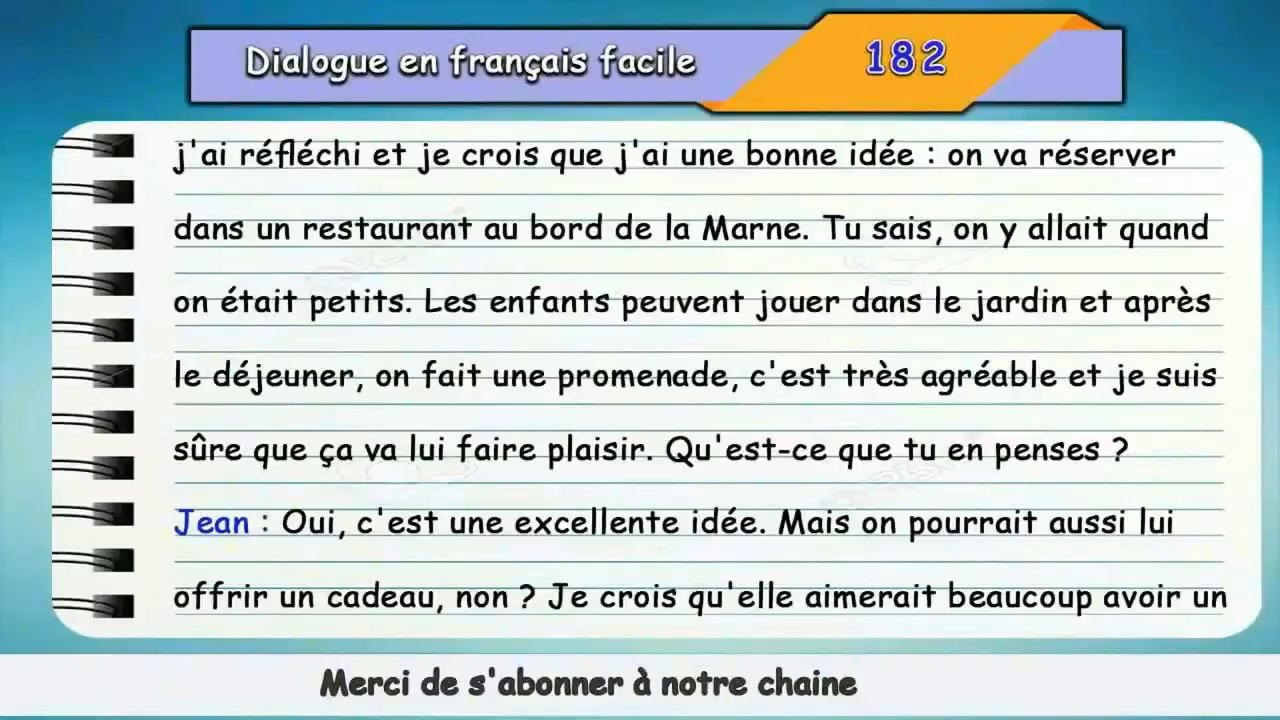 Dialogue en français facile
182
j'ai réfléchi et je crois que j'ai une bonne idée : on va réserver
dans un restaurant au bord de la Marne. Tu sais, on y allait quand
on était petits. Les enfants peuvent jouer dans le jardin et après
le déjeuner, on fait une promenade, c'est très agréable et je suis
sûre que ça va lui faire plaisir. Qu'est-ce que tu en penses ?
Jean : Oui, c'est une excellente idée. Mais on pourrait aussi lui
offrir un cadeau, non ? Je crois qu'elle aimerait beaucoup avoir un
Merci de s'abonner à notre chaine